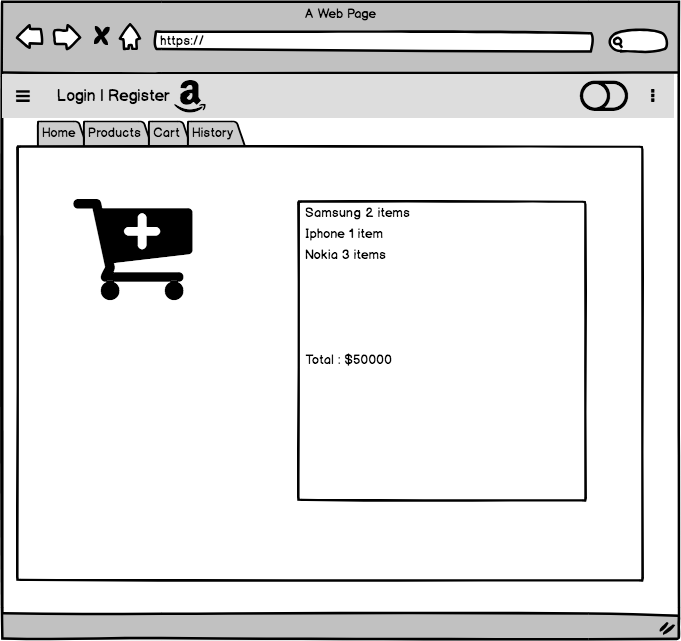 A Web Page
https://
Login | Register a
Home Products Cart History
Samsung 2 items
Iphone 1 item
Nokia 3 items
Total : $50000